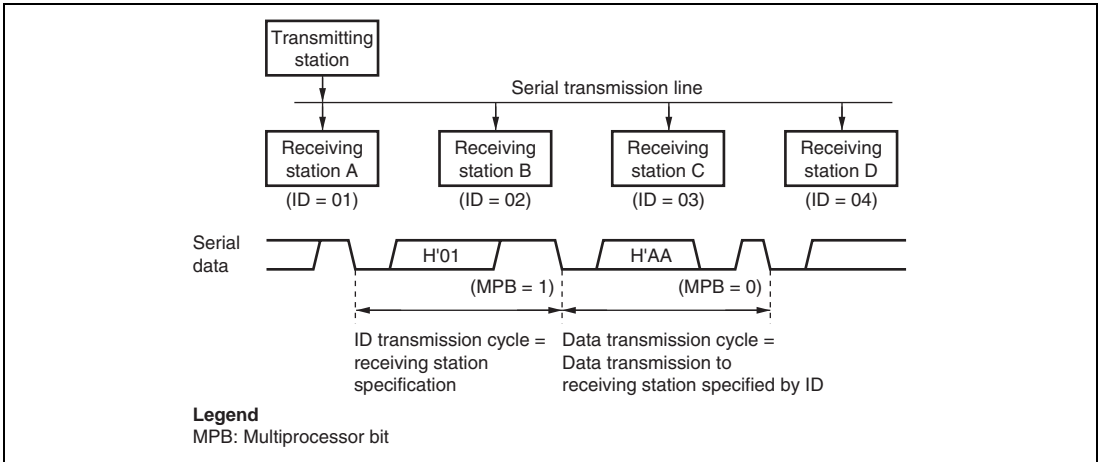 Transmitting
station
Serial transmission line
Receiving
station A
Receiving
station B
Receiving
station C
Receiving
station D
(ID = 01)
(ID = 02)
(ID = 03)
(ID = 04)
Serial
data
H'01
H'AA
(MPB = 1)
(MPB = 0)
ID transmission cycle =
receiving station
specification
Data transmission cycle =
Data transmission to
receiving station specified by ID
Legend
MPB: Multiprocessor bit